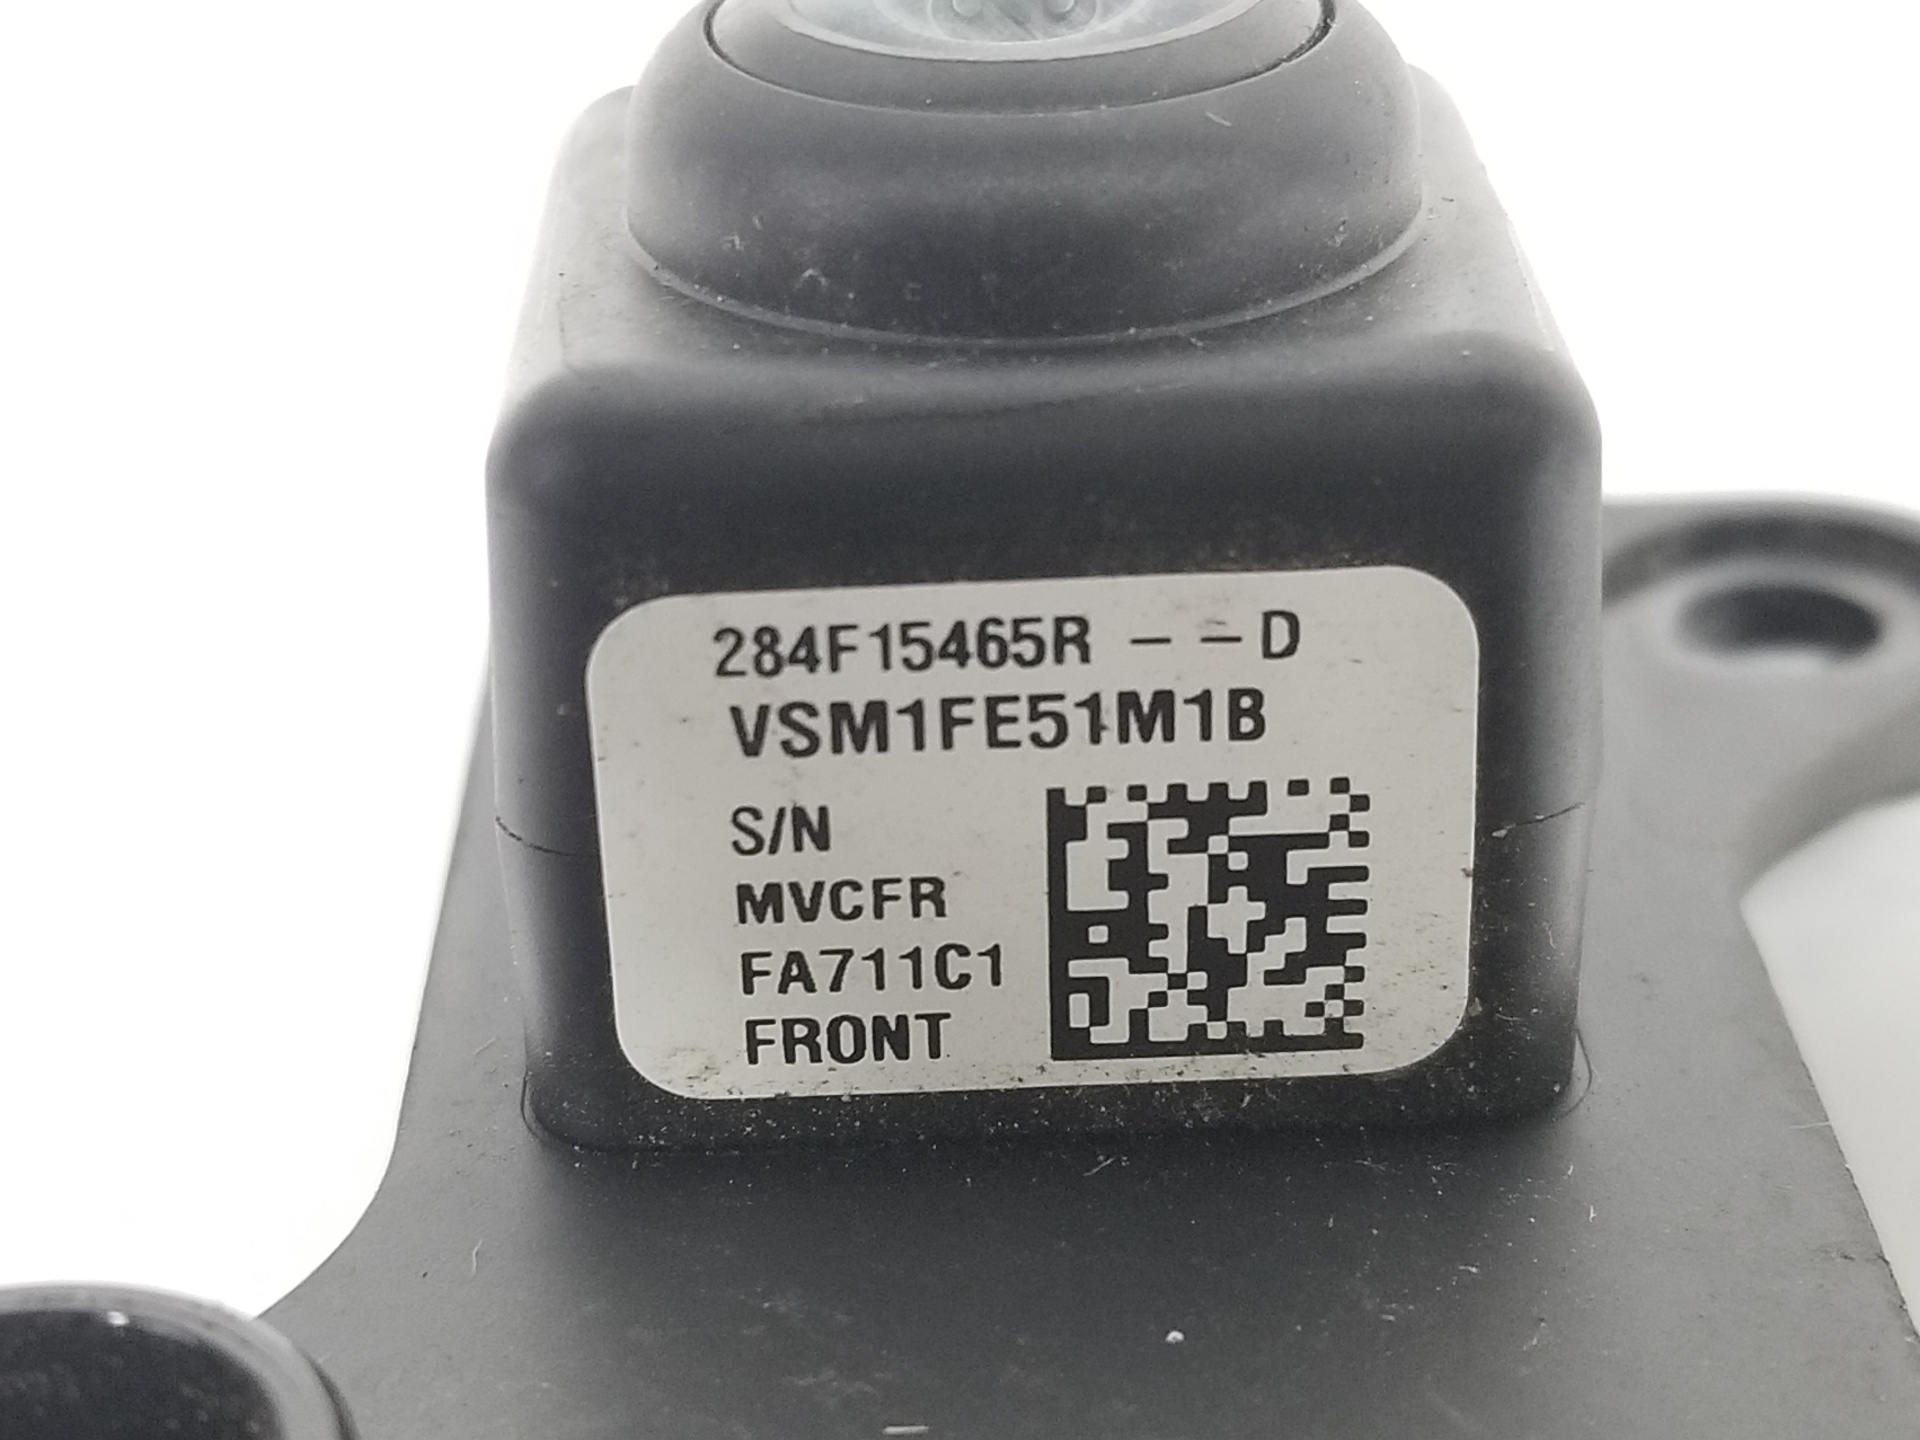 284F15465R - - D
VSM1FE51M1B
S/N
MVCFR
FA711C1
FRONT